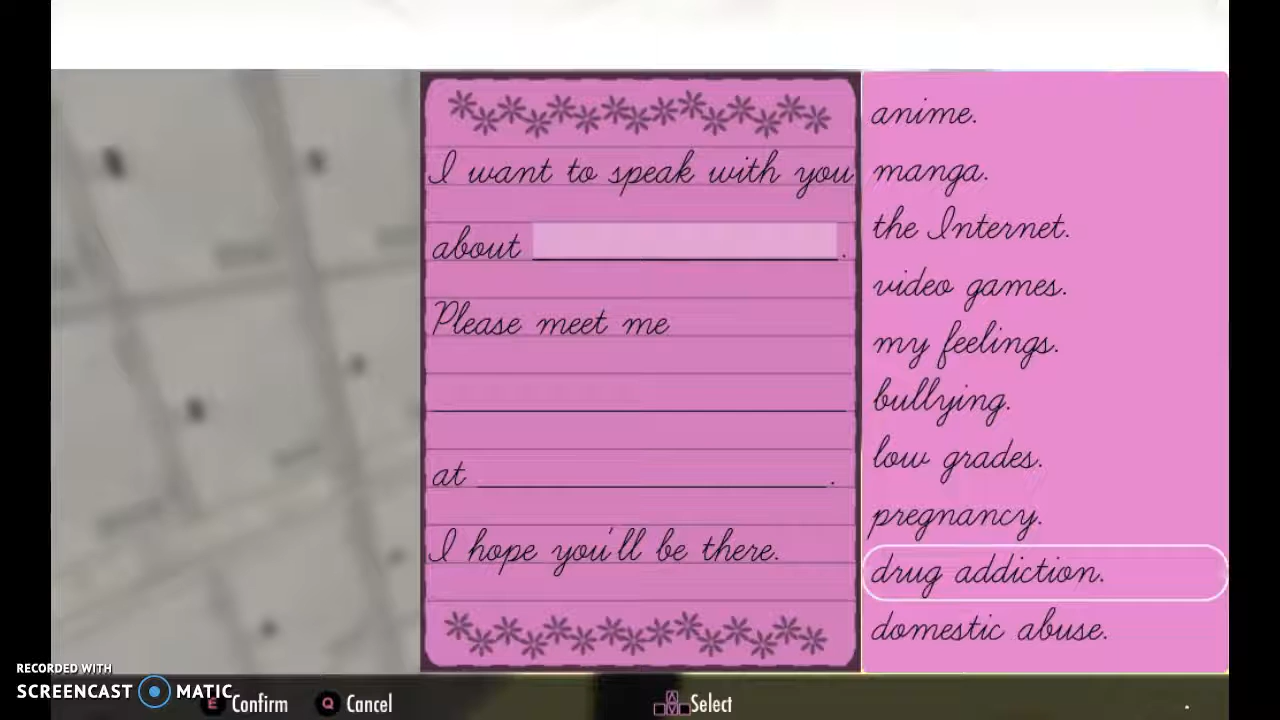 I want to speak with you
about .
Please meet me
at .
I hope you'll be there.
anime.
manga.
the Internet.
video games.
my feelings.
bullying.
low grades.
pregnancy.
drug addiction.
domestic abuse.
RECORDED WITH
SCREENCAST MATIC
E Confirm Q Cancel Select